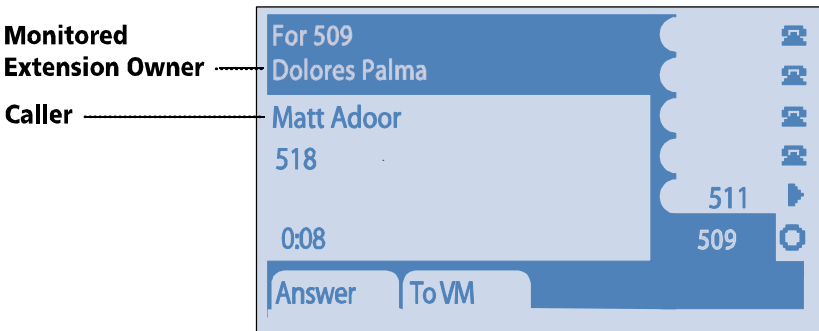 Monitored
Extension Owner
Caller
For 509
Dolores Palma
Matt Adoor
518
0:08
511
509
Answer
To VM